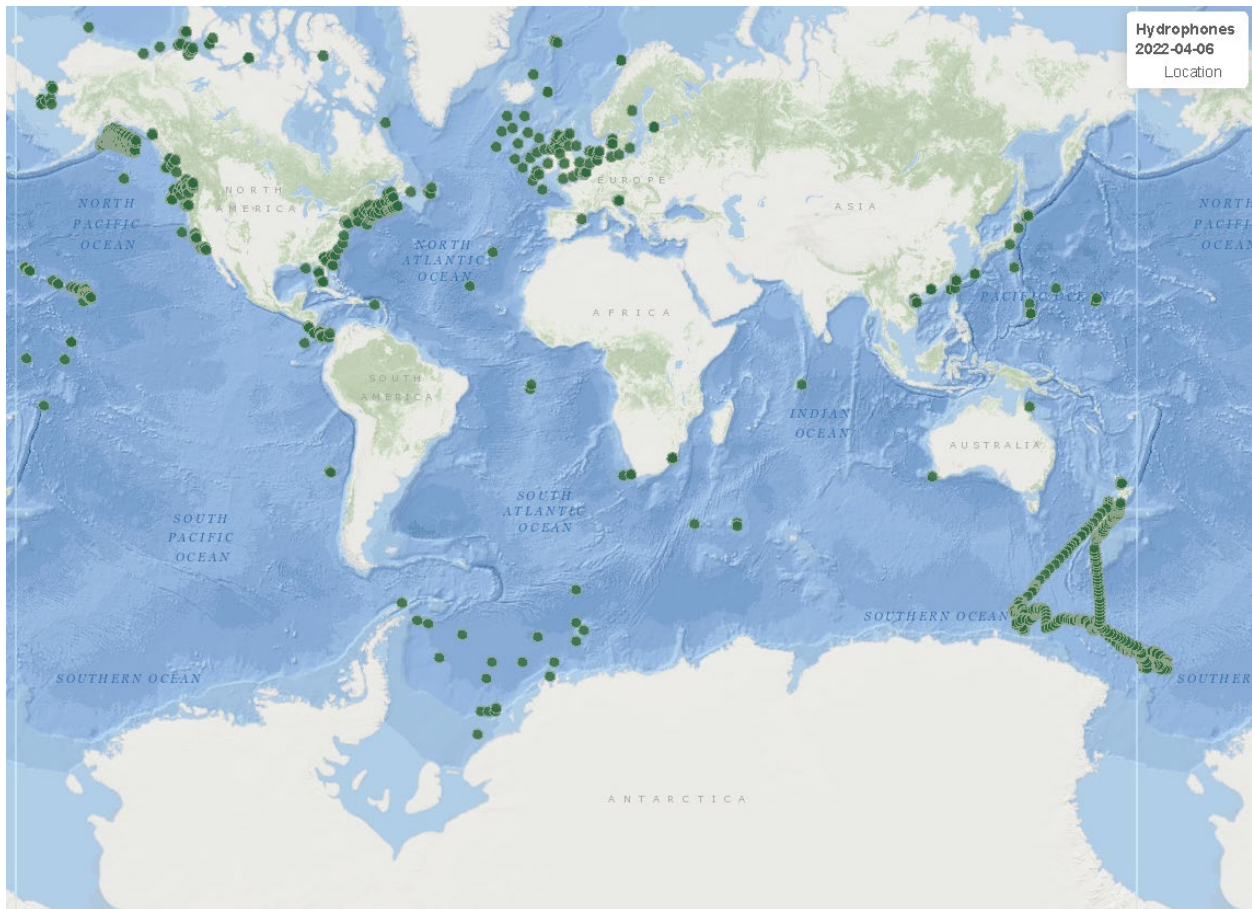 Hydrophones
2022-04-06
Location
NORTH
AMERICA
EUROPE
ASIA
NORTH
PACIFIC
OCEAN
NORTH
ATLANTIC
OCEAN
NORTH
PACIFIC
OCEAN
PACIFIC OCEAN
AFRICA
SOUTH
AMERICA
INDIAN
OCEAN
AUSTRALIA
SOUTH
PACIFIC
OCEAN
SOUTH
ATLANTIC
OCEAN
SOUTHERN OCEAN
SOUTHERN OCEAN
SOUTHER
ANTARCTICA